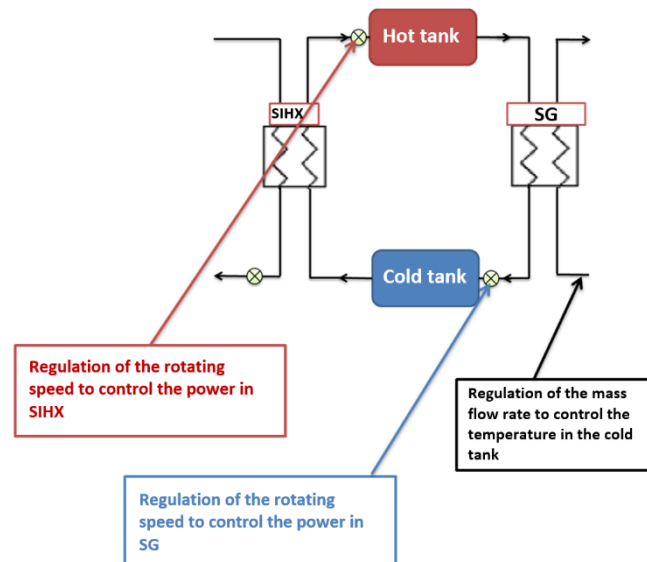 Hot tank
SIHX
SG
Cold tank
Regulation of the rotating
speed to control the power in
SIHX
Regulation of the mass
flow rate to control the
temperature in the cold
tank
Regulation of the rotating
speed to control the power in
SG